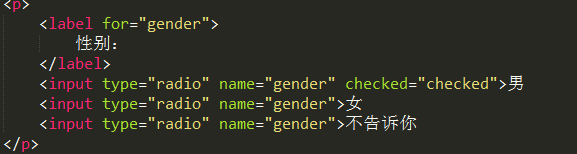 <p>
<label for="gender">
性别：
</label>
<input type="radio" name="gender" checked="checked">男
<input type="radio" name="gender">女
<input type="radio" name="gender">不告诉你
</p>